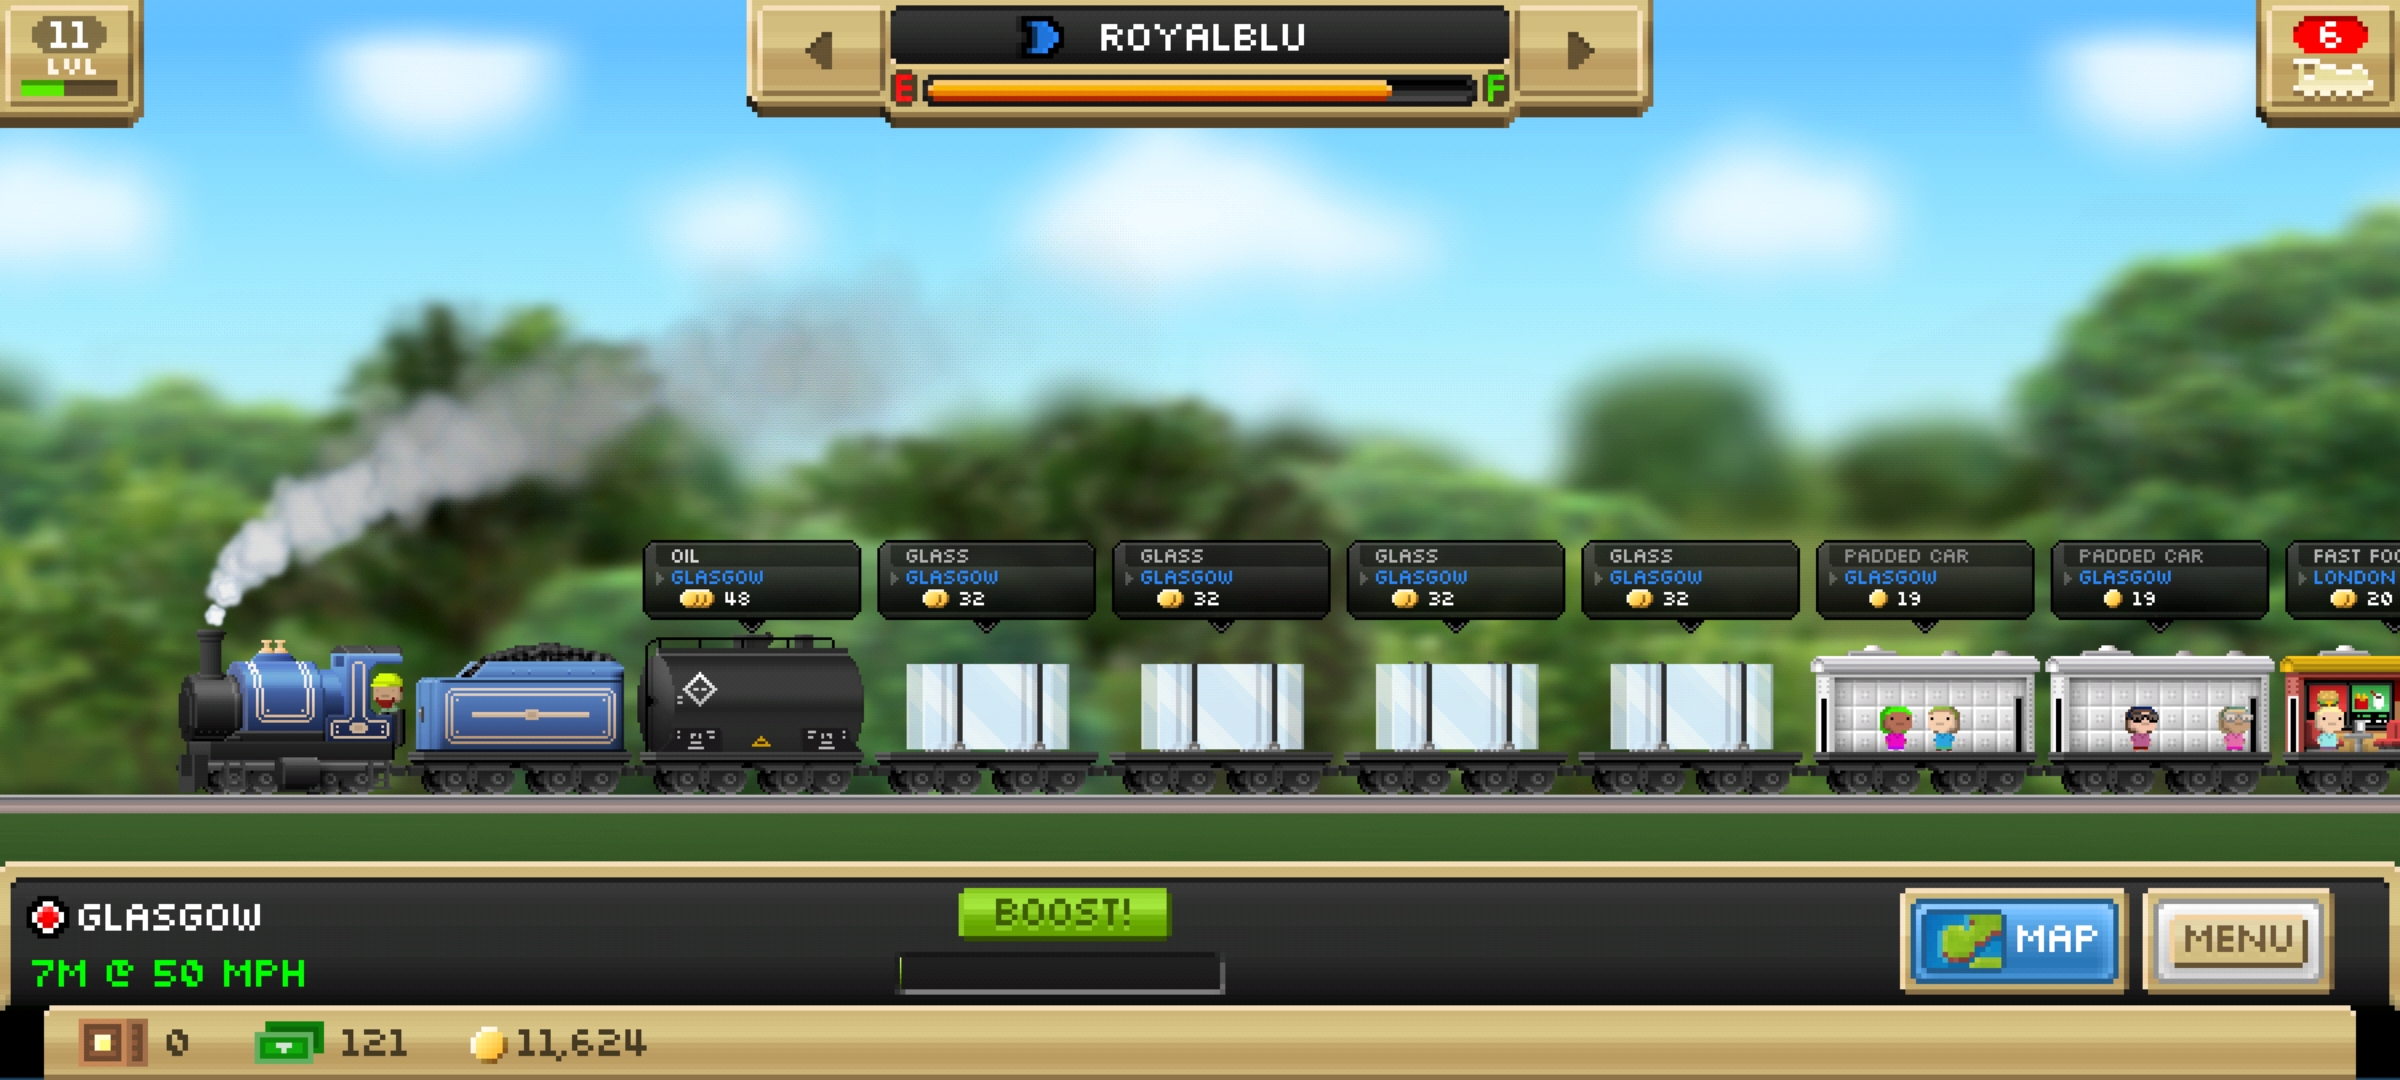 11
LVL
ROYALBLU
E F
6
OIL
GLASGOW
48
GLASS
GLASGOW
32
GLASS
GLASGOW
32
GLASS
GLASGOW
32
GLASS
GLASGOW
32
PADDED CAR
GLASGOW
19
PADDED CAR
GLASGOW
19
FAST FOO
LONDON
20
GLASGOW
7M @ 50 MPH
BOOST!
MAP
MENU
0 121 11,624